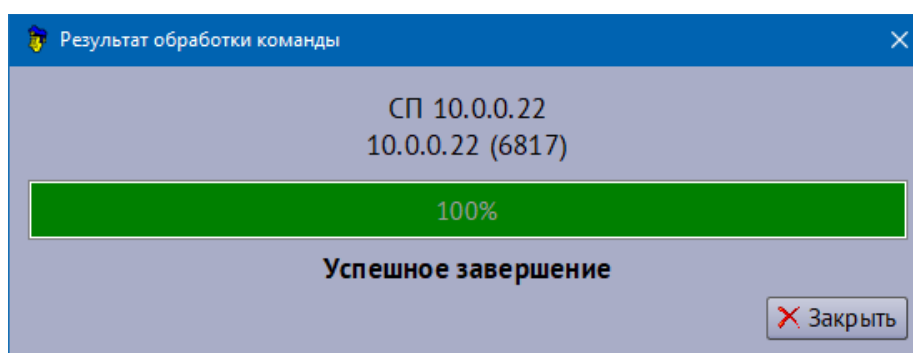 Результат обработки команды
СП 10.0.0.22
10.0.0.22 (6817)
100%
Успешное завершение
Закрыть